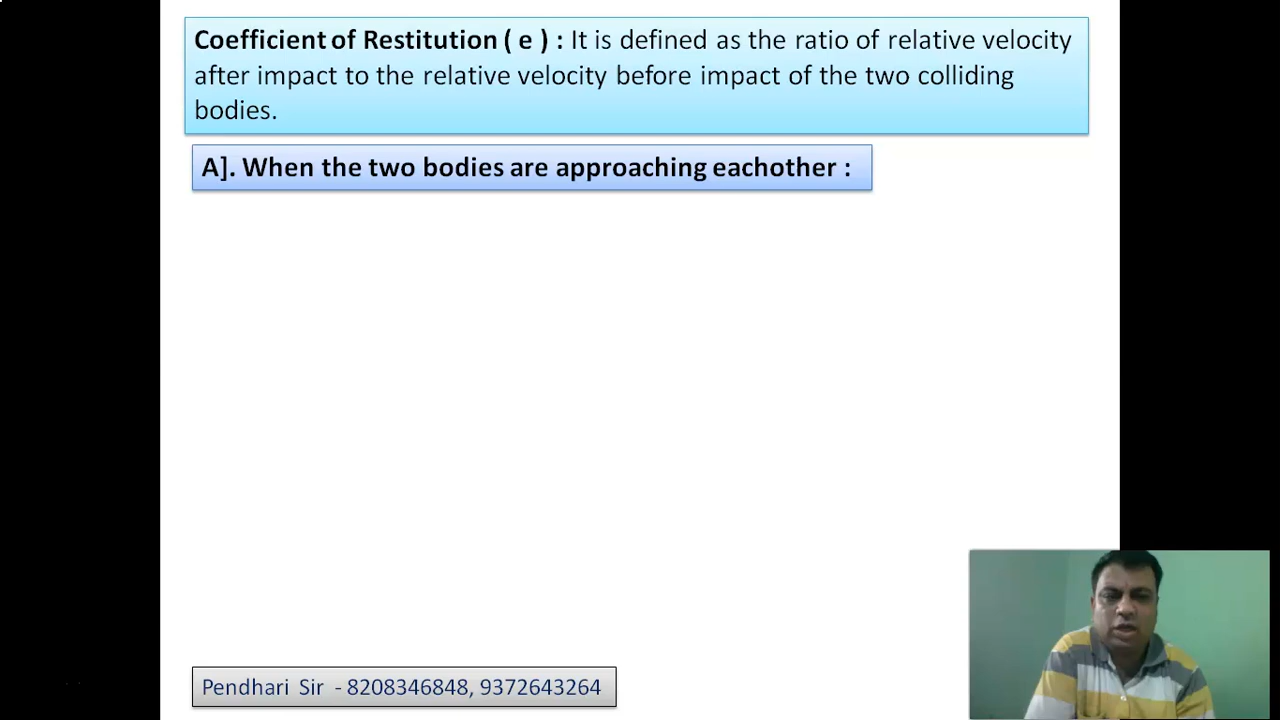 Coefficient of Restitution ( e ) : It is defined as the ratio of relative velocity
after impact to the relative velocity before impact of the two colliding
bodies.
A]. When the two bodies are approaching eachother :
Pendhari Sir - 8208346848, 9372643264